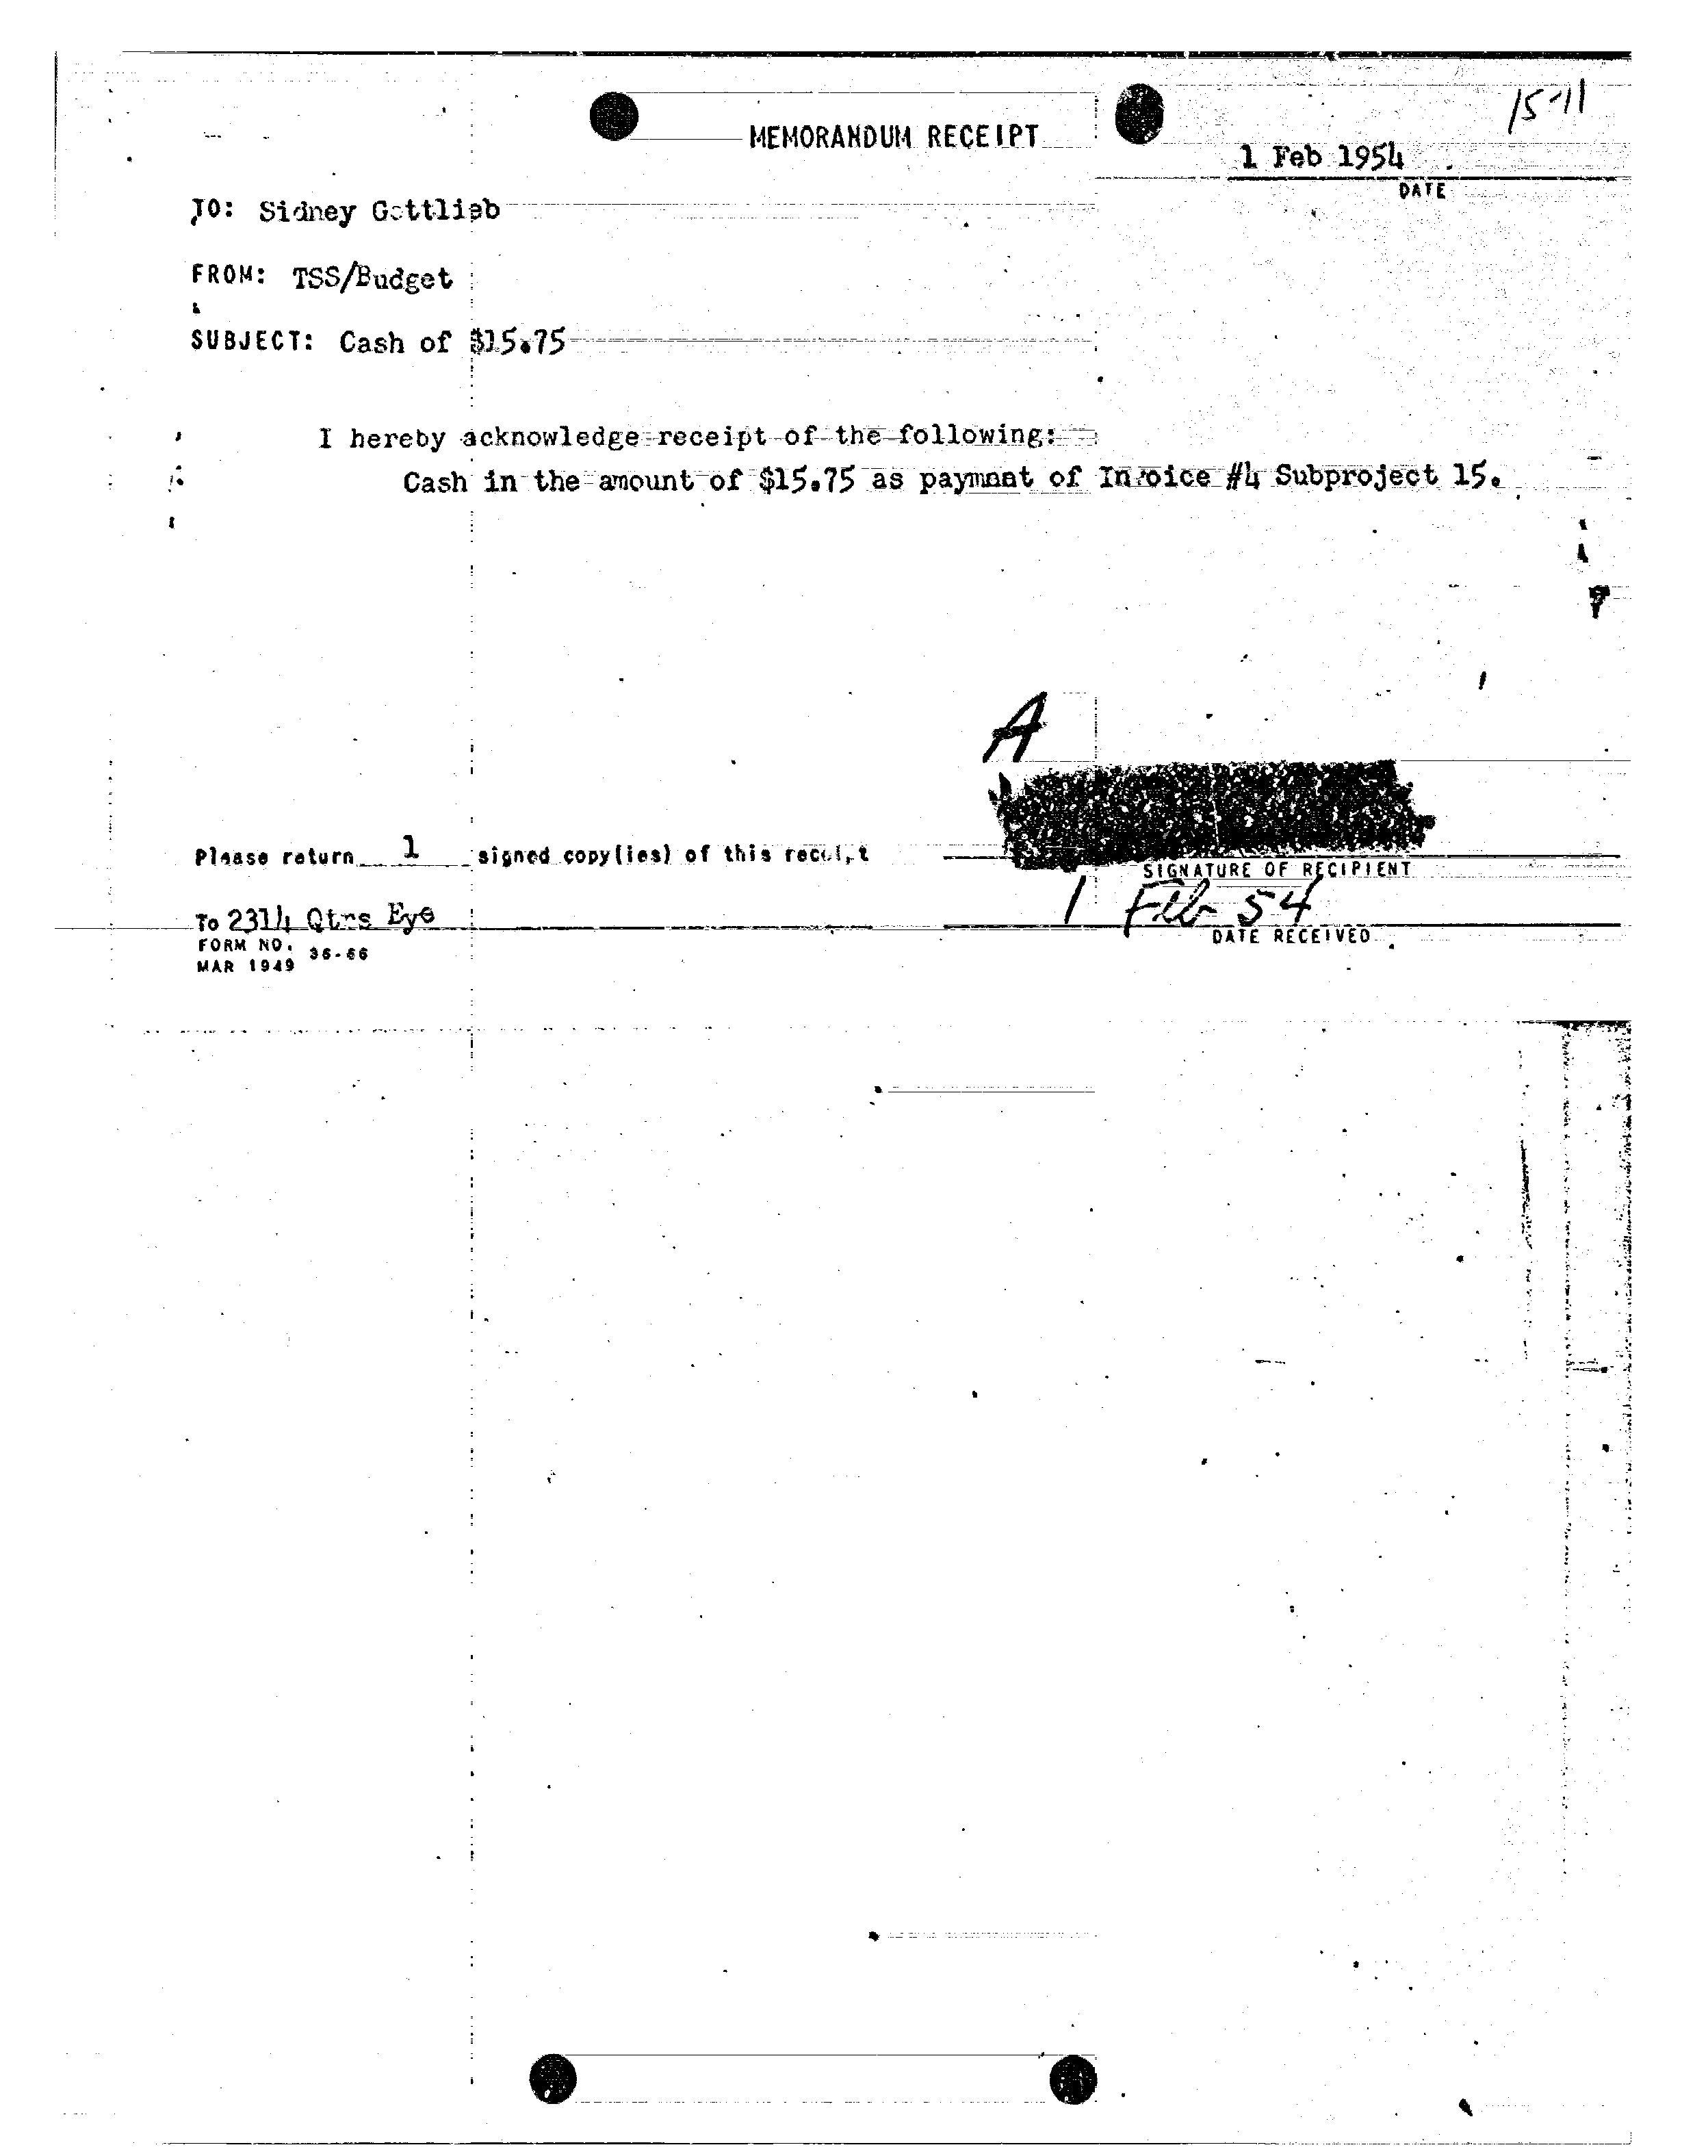 15-11
MEMORANDUM RECEIPT
1 Feb 1954
DATE
TO: Sidney Gottlieb
FROM: TSS/Budget
SUBJECT: Cash of $15.75
I hereby acknowledge receipt of the following:
Cash in the amount of $15.75 as paymnat of Invoice #4 Subproject 15.
A
Please return 1 signed copy(ies) of this receipt
SIGNATURE OF RECIPIENT
1 Feb 54
To 2314 Qtrs Eye
DATE RECEIVED
FORM NO. 36-66
MAR 1949